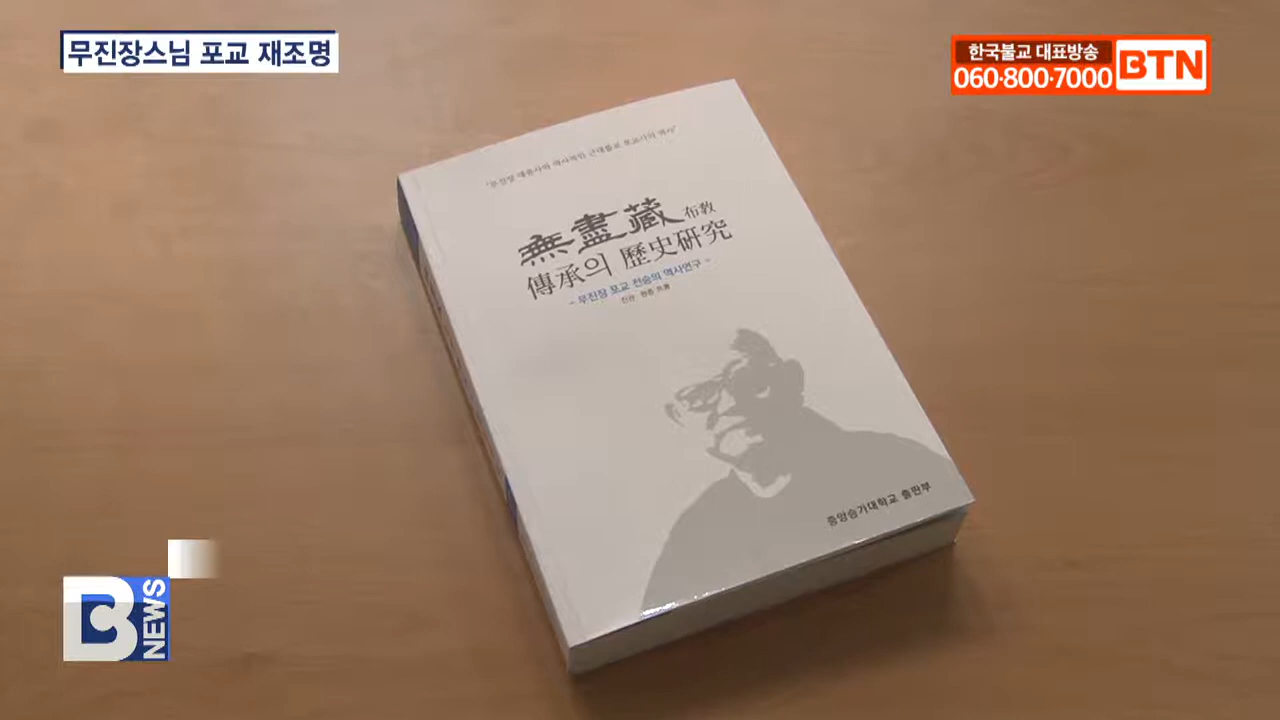 무진장스님 포교 재조명
한국불교 대표방송
060·800·7000
BTN
無盡藏 布敎
傳承의 歷史硏究
- 무진장 포교 전승의 역사연구 -
共著
중앙승가대학교 출판부
B NEWS